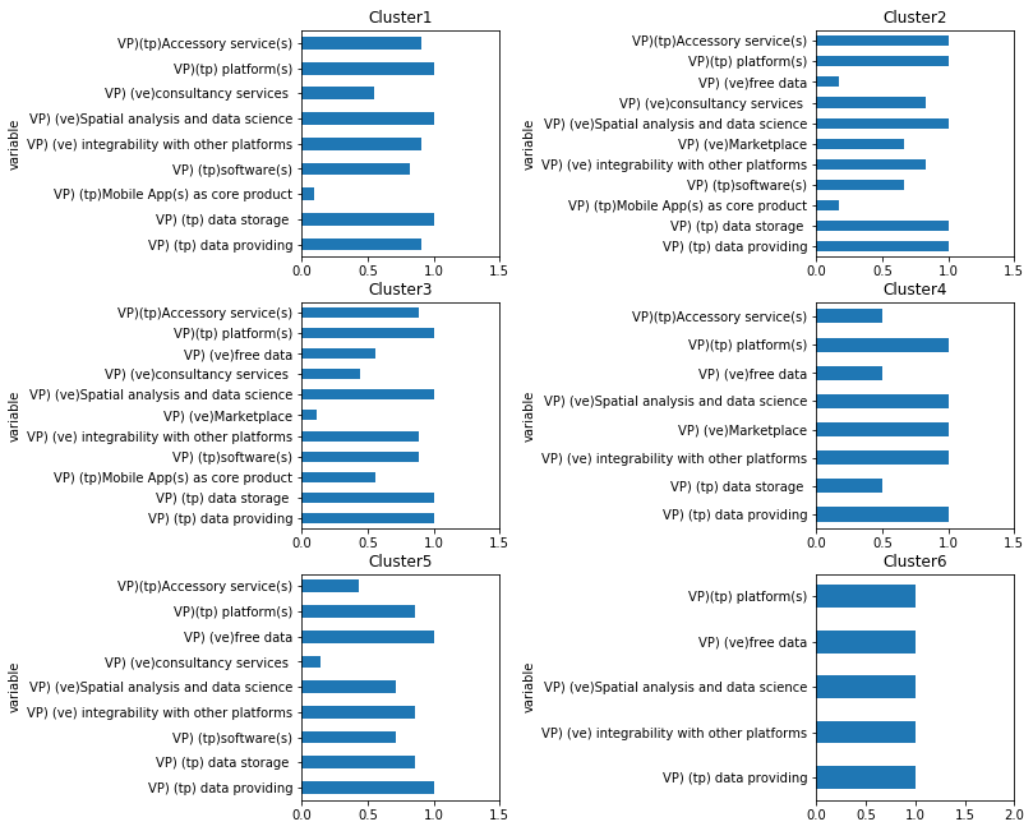 Cluster1
VP)(tp)Accessory service(s)
VP)(tp) platform(s)
VP) (ve)consultancy services
VP) (ve)Spatial analysis and data science
VP) (ve) integrability with other platforms
VP) (tp)software(s)
VP) (tp)Mobile App(s) as core product
VP) (tp) data storage
VP) (tp) data providing
variable
0.0 0.5 1.0 1.5
Cluster2
VP)(tp)Accessory service(s)
VP)(tp) platform(s)
VP) (ve)free data
VP) (ve)consultancy services
VP) (ve)Spatial analysis and data science
VP) (ve)Marketplace
VP) (ve) integrability with other platforms
VP) (tp)software(s)
VP) (tp)Mobile App(s) as core product
VP) (tp) data storage
VP) (tp) data providing
variable
0.0 0.5 1.0 1.5
Cluster3
VP)(tp)Accessory service(s)
VP)(tp) platform(s)
VP) (ve)free data
VP) (ve)consultancy services
VP) (ve)Spatial analysis and data science
VP) (ve)Marketplace
VP) (ve) integrability with other platforms
VP) (tp)software(s)
VP) (tp)Mobile App(s) as core product
VP) (tp) data storage
VP) (tp) data providing
variable
0.0 0.5 1.0 1.5
Cluster4
VP)(tp)Accessory service(s)
VP)(tp) platform(s)
VP) (ve)free data
VP) (ve)Spatial analysis and data science
VP) (ve)Marketplace
VP) (ve) integrability with other platforms
VP) (tp) data storage
VP) (tp) data providing
variable
0.0 0.5 1.0 1.5
Cluster5
VP)(tp)Accessory service(s)
VP)(tp) platform(s)
VP) (ve)free data
VP) (ve)consultancy services
VP) (ve)Spatial analysis and data science
VP) (ve) integrability with other platforms
VP) (tp)software(s)
VP) (tp) data storage
VP) (tp) data providing
variable
0.0 0.5 1.0 1.5
Cluster6
VP)(tp) platform(s)
VP) (ve)free data
VP) (ve)Spatial analysis and data science
VP) (ve) integrability with other platforms
VP) (tp) data providing
variable
0.0 0.5 1.0 1.5 2.0